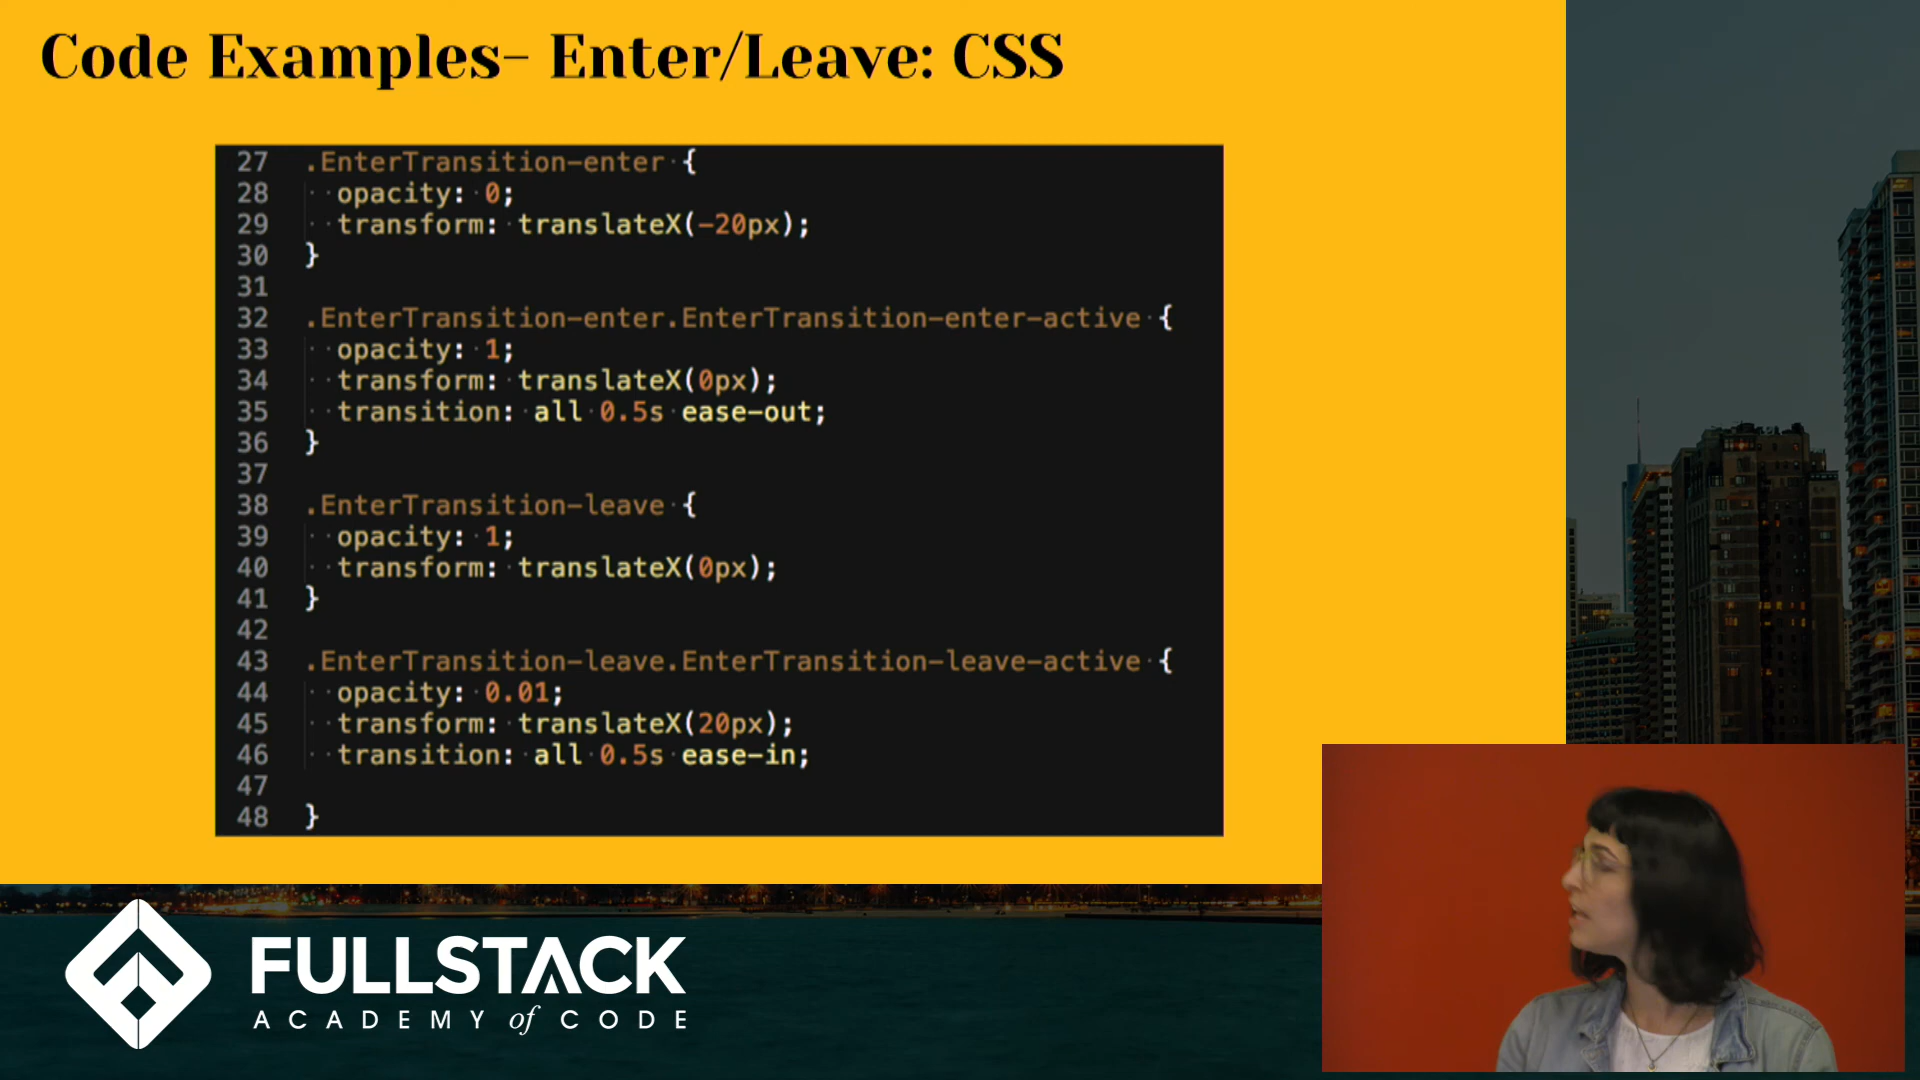 Code Examples- Enter/Leave: CSS
27 .EnterTransition-enter {
28 opacity: 0;
29 transform: translateX(-20px);
30 }
31
32 .EnterTransition-enter.EnterTransition-enter-active {
33 opacity: 1;
34 transform: translateX(0px);
35 transition: all 0.5s ease-out;
36 }
37
38 .EnterTransition-leave {
39 opacity: 1;
40 transform: translateX(0px);
41 }
42
43 .EnterTransition-leave.EnterTransition-leave-active {
44 opacity: 0.01;
45 transform: translateX(20px);
46 transition: all 0.5s ease-in;
47
48 }
FULLSTACK
ACADEMY of CODE